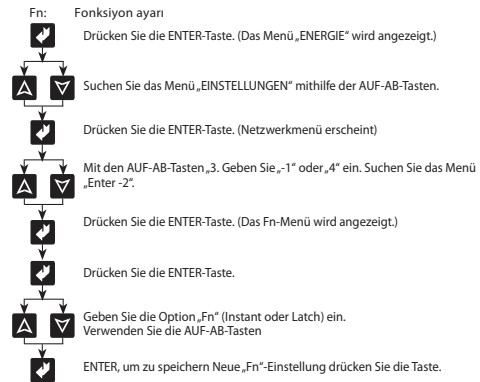 Fn: Fonksiyon ayarı
Drücken Sie die ENTER-Taste. (Das Menü „ENERGIE“ wird angezeigt.)
Suchen Sie das Menü „EINSTELLUNGEN“ mithilfe der AUF-AB-Tasten.
Drücken Sie die ENTER-Taste. (Netzwerkmenü erscheint)
Mit den AUF-AB-Tasten „3. Geben Sie „-1“ oder „4“ ein. Suchen Sie das Menü
„Enter -2“.
Drücken Sie die ENTER-Taste. (Das Fn-Menü wird angezeigt.)
Drücken Sie die ENTER-Taste.
Geben Sie die Option „Fn“ (Instant oder Latch) ein.
Verwenden Sie die AUF-AB-Tasten
ENTER, um zu speichern Neue „Fn“-Einstellung drücken Sie die Taste.